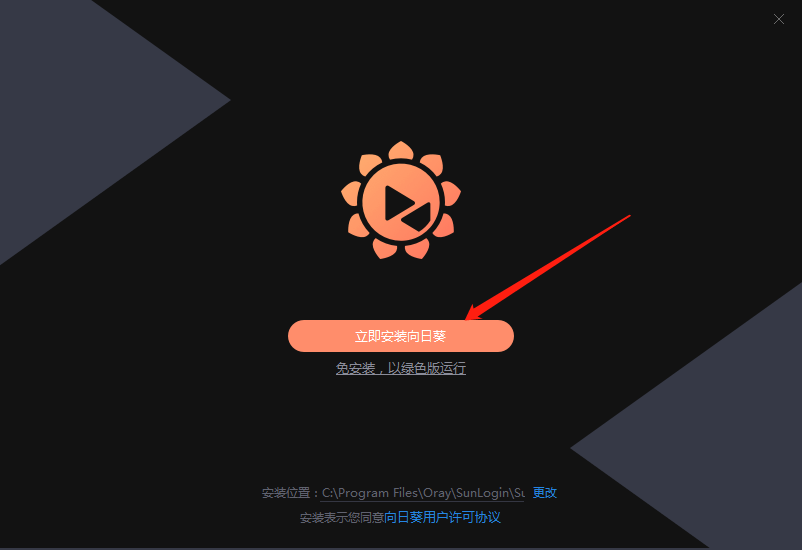 立即安装向日葵
免安装，以绿色版运行
安装位置：C:\Program Files\Oray\SunLogin\Su 更改
安装表示您同意向日葵用户许可协议